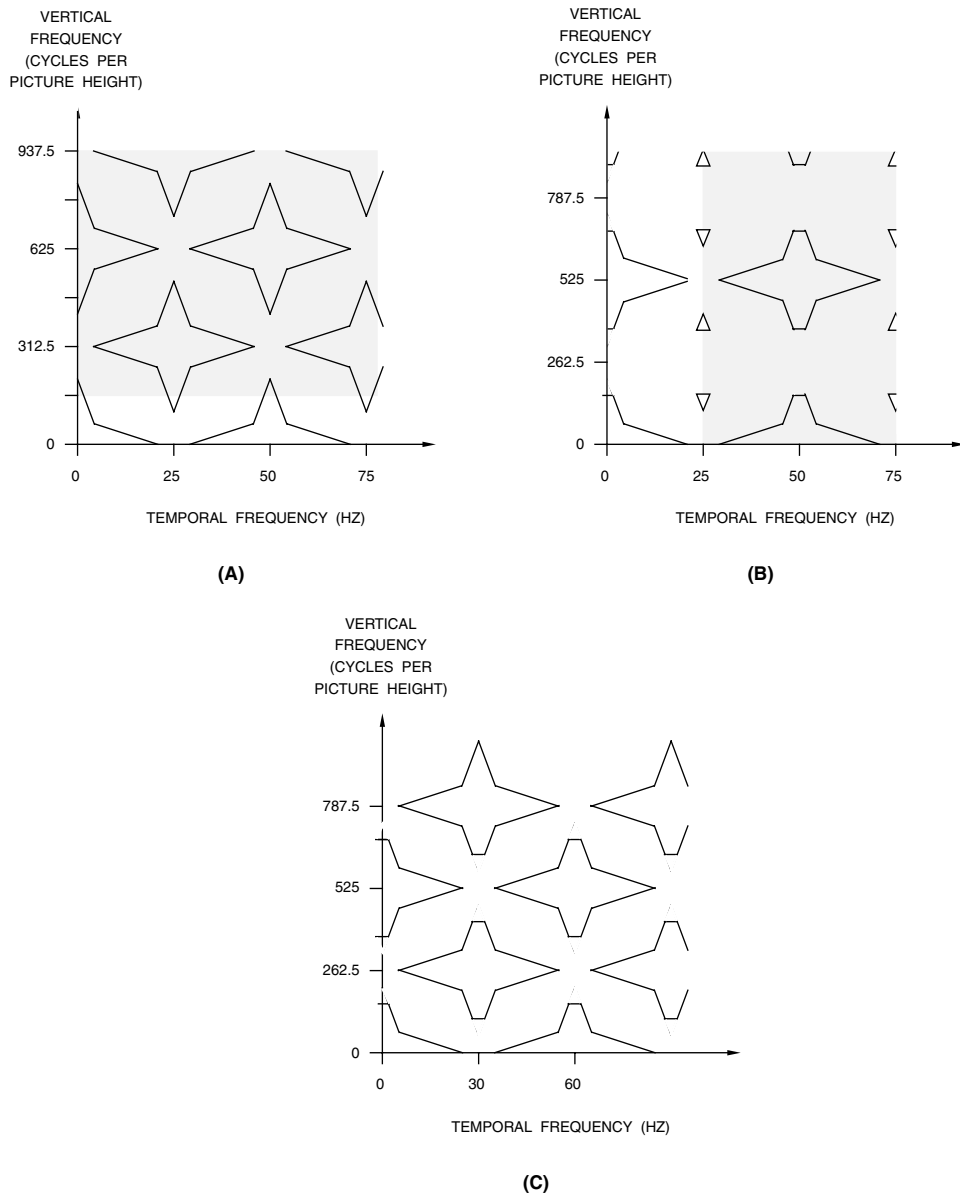 VERTICAL
FREQUENCY
(CYCLES PER
PICTURE HEIGHT)
937.5
625
312.5
0
0
25
50
75
TEMPORAL FREQUENCY (HZ)
(A)
VERTICAL
FREQUENCY
(CYCLES PER
PICTURE HEIGHT)
787.5
525
262.5
0
0
25
50
75
TEMPORAL FREQUENCY (HZ)
(B)
VERTICAL
FREQUENCY
(CYCLES PER
PICTURE HEIGHT)
787.5
525
262.5
0
0
30
60
TEMPORAL FREQUENCY (HZ)
(C)